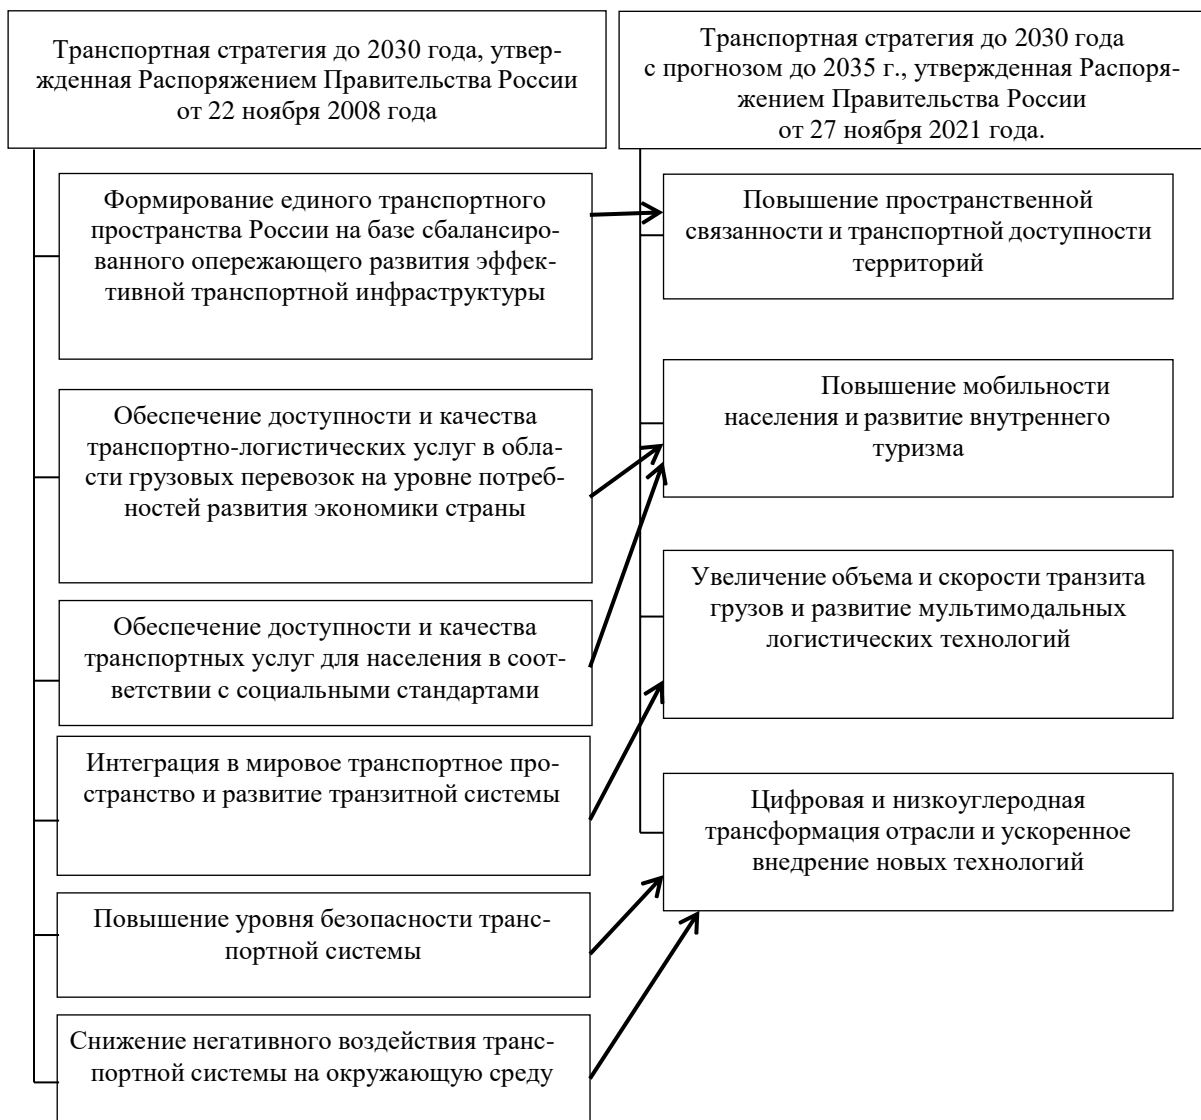 Транспортная стратегия до 2030 года, утвер-
жденная Распоряжением Правительства России
от 22 ноября 2008 года
Формирование единого транспортного
пространства России на базе сбалансиро-
ванного опережающего развития эффек-
тивной транспортной инфраструктуры
Обеспечение доступности и качества
транспортно-логистических услуг в обла-
сти грузовых перевозок на уровне потреб-
ностей развития экономики страны
Обеспечение доступности и качества
транспортных услуг для населения в соот-
ветствии с социальными стандартами
Интеграция в мировое транспортное про-
странство и развитие транзитной системы
Повышение уровня безопасности транс-
портной системы
Снижение негативного воздействия транс-
портной системы на окружающую среду
Транспортная стратегия до 2030 года
с прогнозом до 2035 г., утвержденная Распоря-
жением Правительства России
от 27 ноября 2021 года.
Повышение пространственной
связанности и транспортной доступности
территорий
Повышение мобильности
населения и развитие внутреннего
туризма
Увеличение объема и скорости транзита
грузов и развитие мультимодальных
логистических технологий
Цифровая и низкоуглеродная
трансформация отрасли и ускоренное
внедрение новых технологий